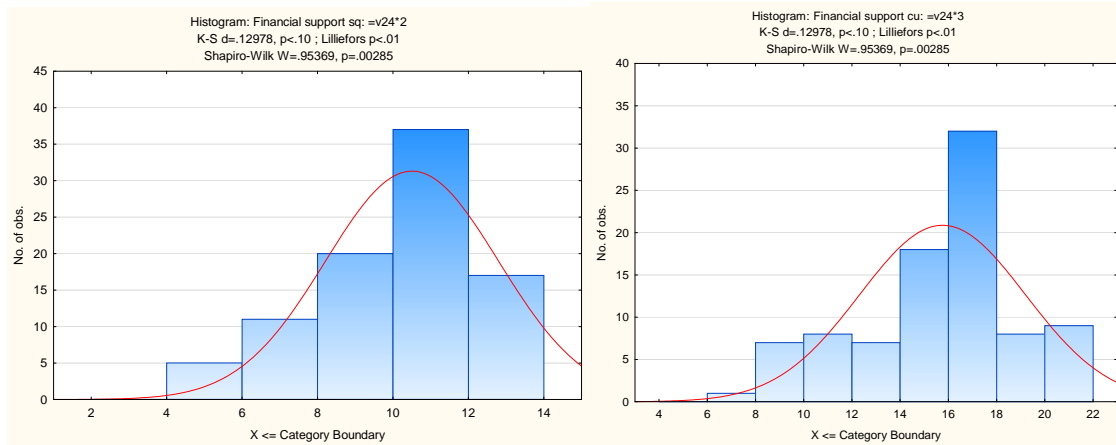 Histogram: Financial support sq: =v24*2
K-S d=.12978, p<.10 ; Lilliefors p<.01
Shapiro-Wilk W=.95369, p=.00285
45
40
35
30
25
20
15
10
5
0
No. of obs.
2 4 6 8 10 12 14
X <= Category Boundary
Histogram: Financial support cu: =v24*3
K-S d=.12978, p<.10 ; Lilliefors p<.01
Shapiro-Wilk W=.95369, p=.00285
40
35
30
25
20
15
10
5
0
No. of obs.
4 6 8 10 12 14 16 18 20 22
X <= Category Boundary